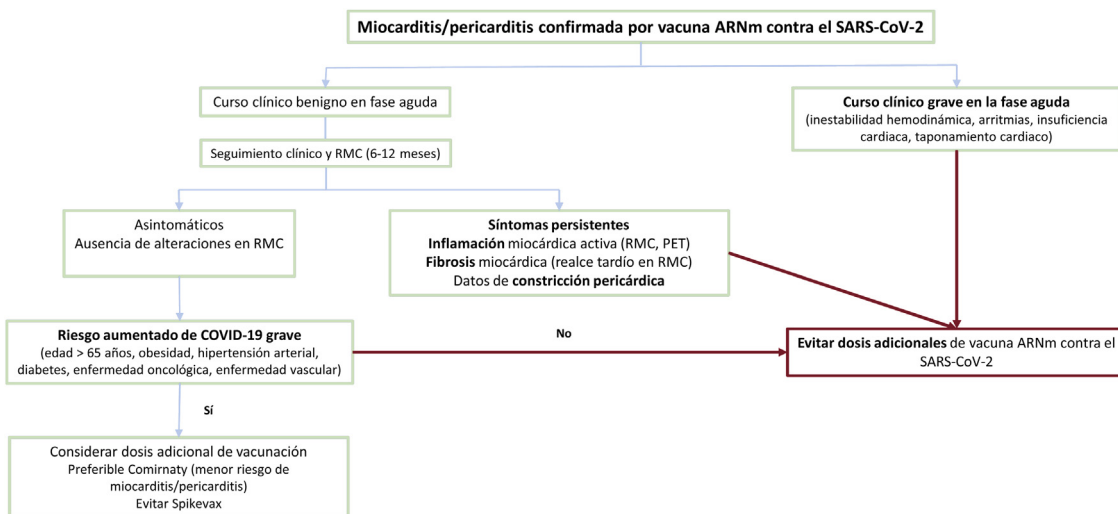 Miocarditis/pericarditis confirmada por vacuna ARNm contra el SARS-CoV-2
Curso clínico benigno en fase aguda
Curso clínico grave en la fase aguda
(inestabilidad hemodinámica, arritmias, insuficiencia
cardiaca, taponamiento cardiaco)
Seguimiento clínico y RMC (6-12 meses)
Asintomáticos
Ausencia de alteraciones en RMC
Síntomas persistentes
Inflamación miocárdica activa (RMC, PET)
Fibrosis miocárdica (realce tardío en RMC)
Datos de constricción pericárdica
Riesgo aumentado de COVID-19 grave
(edad > 65 años, obesidad, hipertensión arterial,
diabetes, enfermedad oncológica, enfermedad vascular)
No
Evitar dosis adicionales de vacuna ARNm contra el
SARS-CoV-2
Sí
Considerar dosis adicional de vacunación
Preferible Comirnaty (menor riesgo de
miocarditis/pericarditis)
Evitar Spikevax